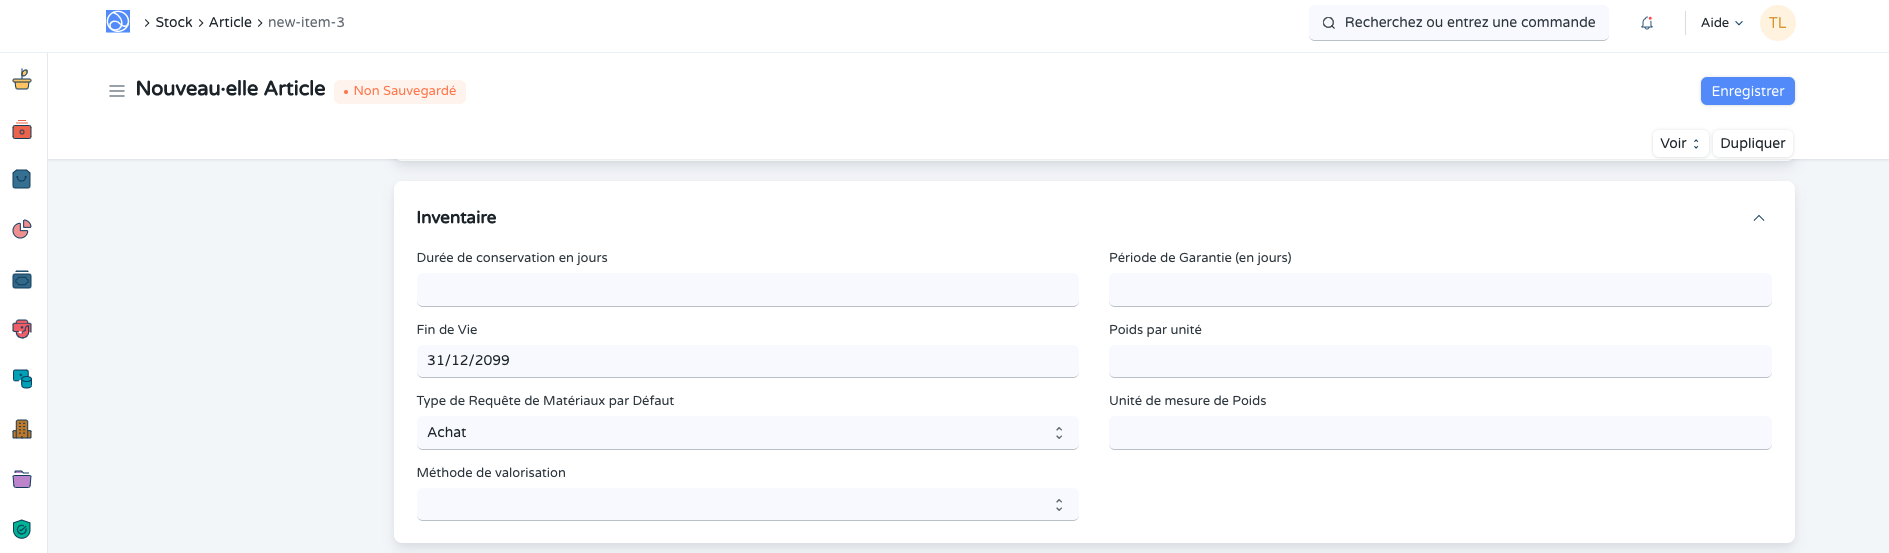 Stock Article new-item-3
Recherchez ou entrez une commande
Aide
TL
Nouveau·elle Article
Non Sauvegardé
Enregistrer
Voir
Dupliquer
Inventaire
Durée de conservation en jours
Période de Garantie (en jours)
Fin de Vie
Poids par unité
31/12/2099
Type de Requête de Matériaux par Défaut
Unité de mesure de Poids
Achat
Méthode de valorisation